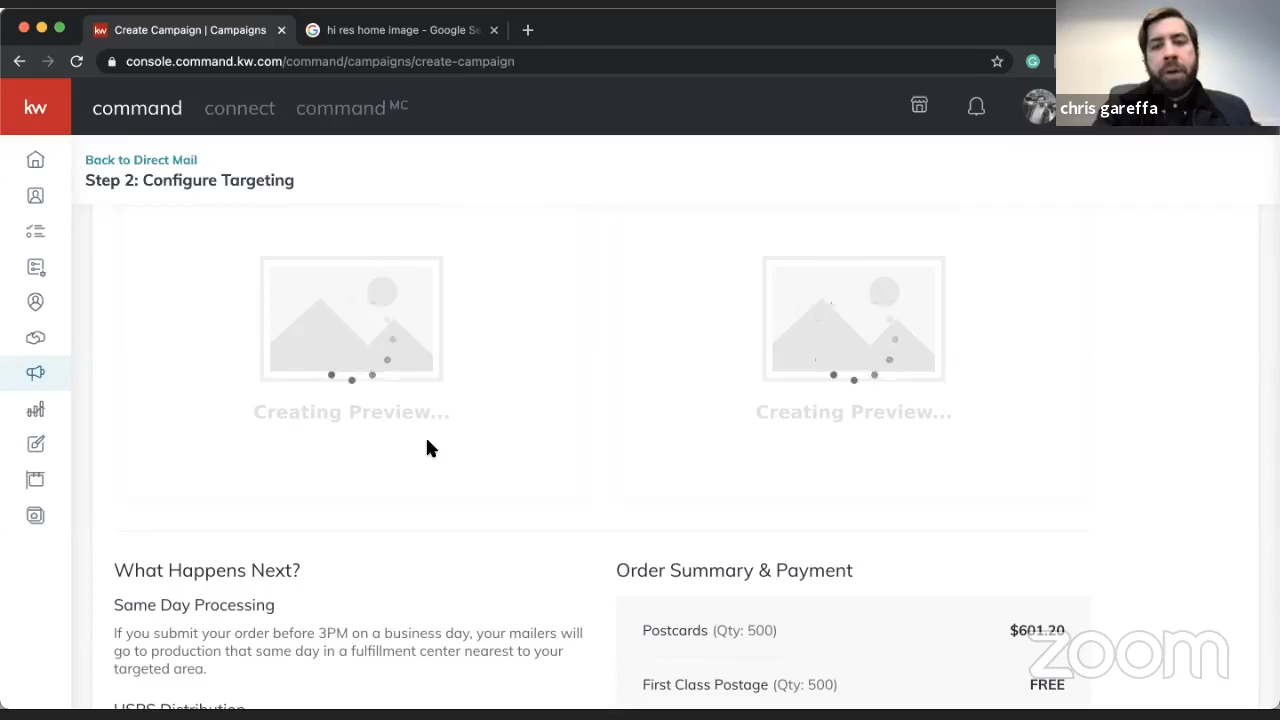 Create Campaign | Campaigns
hi res home image - Google Se
console.command.kw.com/command/campaigns/create-campaign
chris gareffa
kw
command connect command MC
Back to Direct Mail
Step 2: Configure Targeting
Creating Preview...
Creating Preview...
What Happens Next?
Same Day Processing
If you submit your order before 3PM on a business day, your mailers will
go to production that same day in a fulfillment center nearest to your
targeted area.
USPS Distribution
Order Summary & Payment
Postcards (Qty: 500) $601.20
First Class Postage (Qty: 500) FREE
zoom